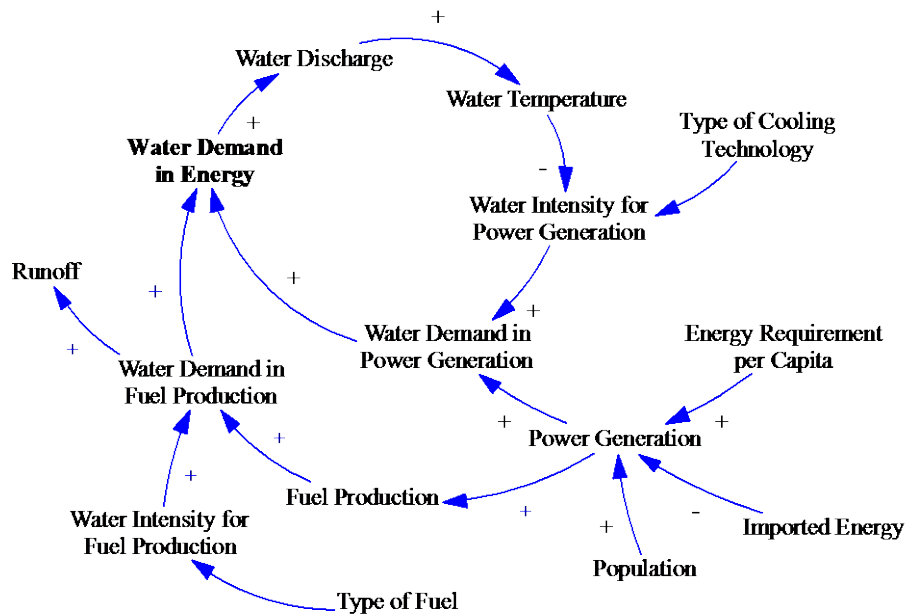 +
Water Discharge
Water Temperature
+
Type of Cooling
Technology
Water Demand
in Energy
-
Water Intensity for
Power Generation
Runoff
+
+
+
+
Water Demand in
Power Generation
Energy Requirement
per Capita
Water Demand in
Fuel Production
+
+
+
Power Generation
+
Fuel Production
+
-
Water Intensity for
Fuel Production
+
Imported Energy
Population
Type of Fuel